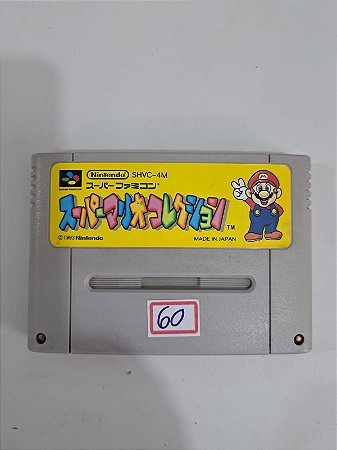 Nintendo SHVC-4M
スーパーファミコン
スーパーマリオコレクション
TM
© 1993 Nintendo
MADE IN JAPAN
60